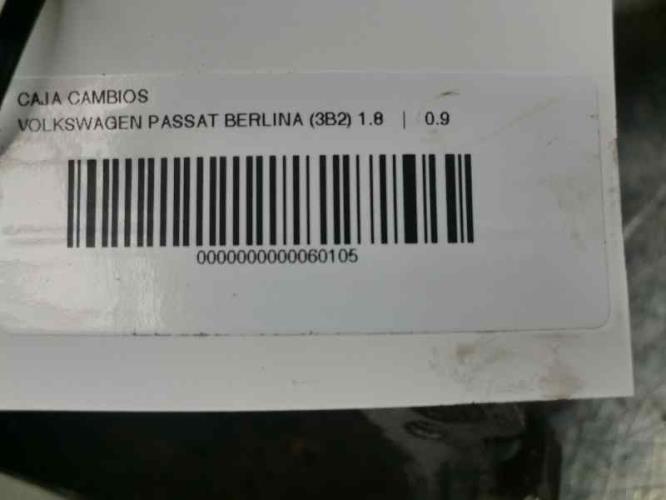 CAJA CAMBIOS
VOLKSWAGEN PASSAT BERLINA (3B2) 1.8 | 0.9
0000000000060105